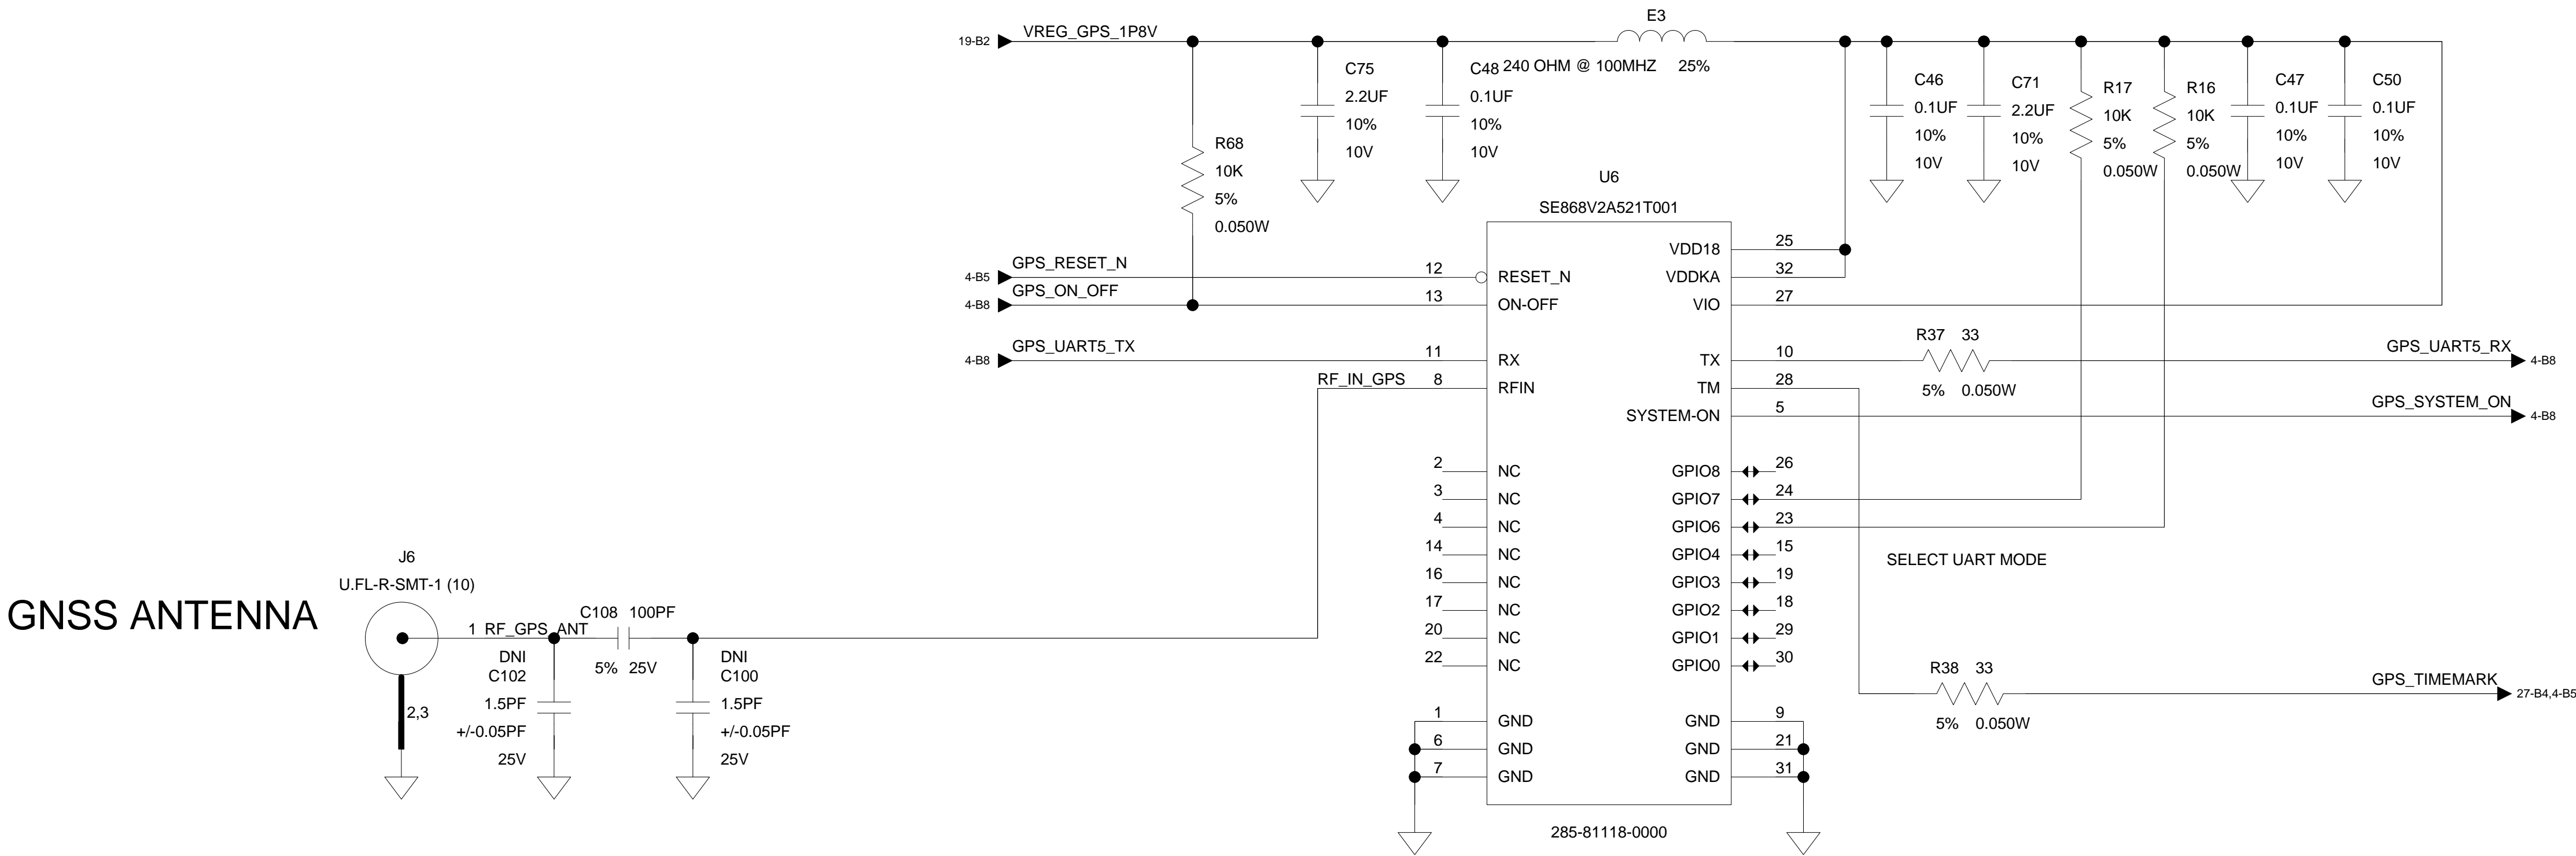 E3
19-B2
VREG_GPS_1P8V
240 OHM @ 100MHZ 25%
C75
2.2UF
10%
10V
C48
0.1UF
10%
10V
C46
0.1UF
10%
10V
C71
2.2UF
10%
10V
R17
10K
5%
0.050W
R16
10K
5%
0.050W
C47
0.1UF
10%
10V
C50
0.1UF
10%
10V
R68
10K
5%
0.050W
U6
SE868V2A521T001
4-B5 GPS_RESET_N 12 RESET_N
4-B8 GPS_ON_OFF 13 ON-OFF
4-B8 GPS_UART5_TX 11 RX
RF_IN_GPS 8 RFIN
2 NC
3 NC
4 NC
14 NC
16 NC
17 NC
20 NC
22 NC
1 GND
6 GND
7 GND
VDD18 25
VDDKA 32
VIO 27
TX 10
TM 28
SYSTEM-ON 5
GPIO8 26
GPIO7 24
GPIO6 23
GPIO4 15
GPIO3 19
GPIO2 18
GPIO1 29
GPIO0 30
GND 9
GND 21
GND 31
285-81118-0000
R37 33
5% 0.050W
GPS_UART5_RX
4-B8
GPS_SYSTEM_ON
4-B8
SELECT UART MODE
R38 33
5% 0.050W
GPS_TIMEMARK
27-B4,4-B5
GNSS ANTENNA
J6
U.FL-R-SMT-1 (10)
1 RF_GPS_ANT
2,3
C108 100PF
5% 25V
DNI
C102
1.5PF
+/-0.05PF
25V
DNI
C100
1.5PF
+/-0.05PF
25V